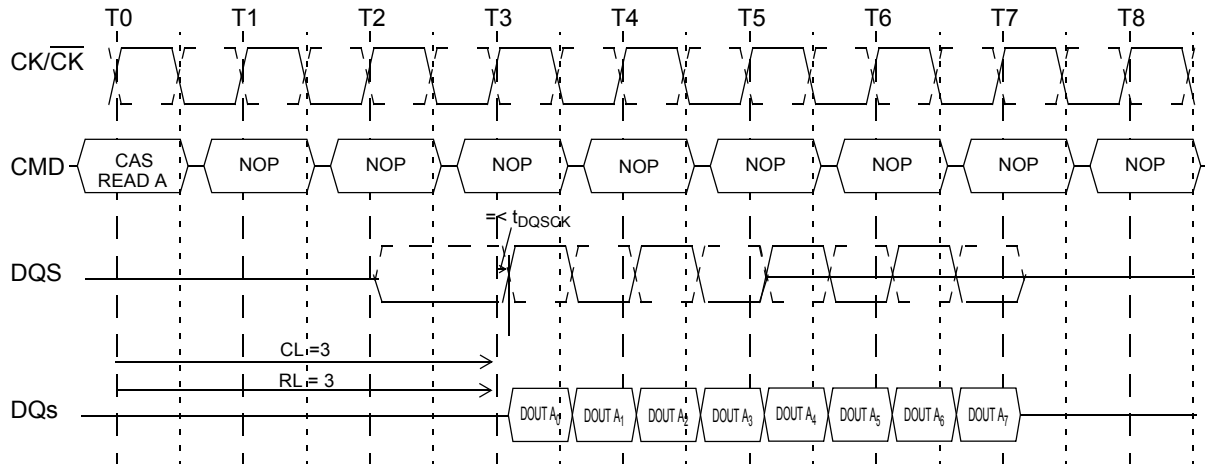 T0 T1 T2 T3 T4 T5 T6 T7 T8
CK/CK
CMD CAS READ A NOP NOP NOP NOP NOP NOP NOP NOP
=< tDQSCK
DQS
CL =3
RL = 3
DQs DOUT A0 DOUT A1 DOUT A2 DOUT A3 DOUT A4 DOUT A5 DOUT A6 DOUT A7